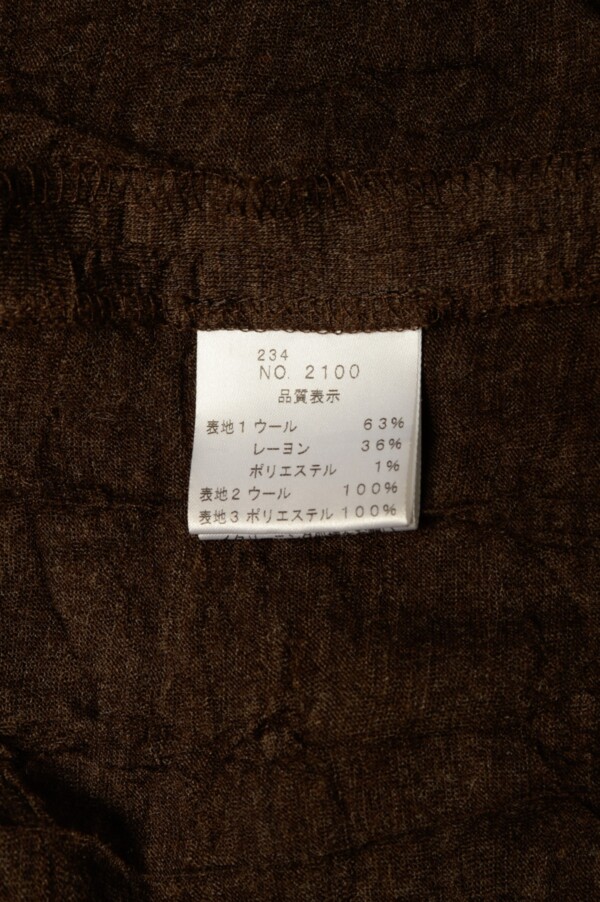 234
NO. 2100
品質表示
表地1 ウール 63%
レーヨン 36%
ポリエステル 1%
表地2 ウール 100%
表地3 ポリエステル 100%